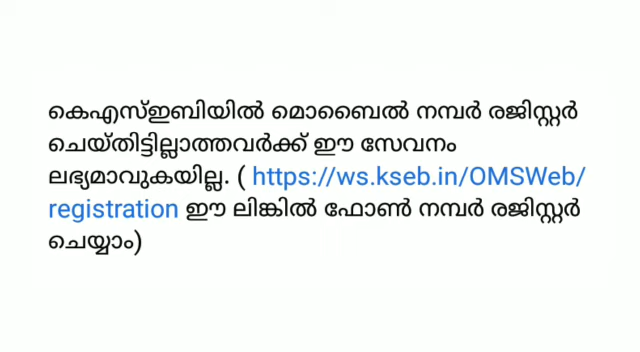 കെഎസ്ഇബിയിൽ മൊബൈൽ നമ്പർ രജിസ്റ്റർ
ചെയ്തിട്ടില്ലാത്തവർക്ക് ഈ സേവനം
ലഭ്യമാവുകയില്ല. ( https://ws.kseb.in/OMSWeb/
registration ഈ ലിങ്കിൽ ഫോൺ നമ്പർ രജിസ്റ്റർ
ചെയ്യാം)